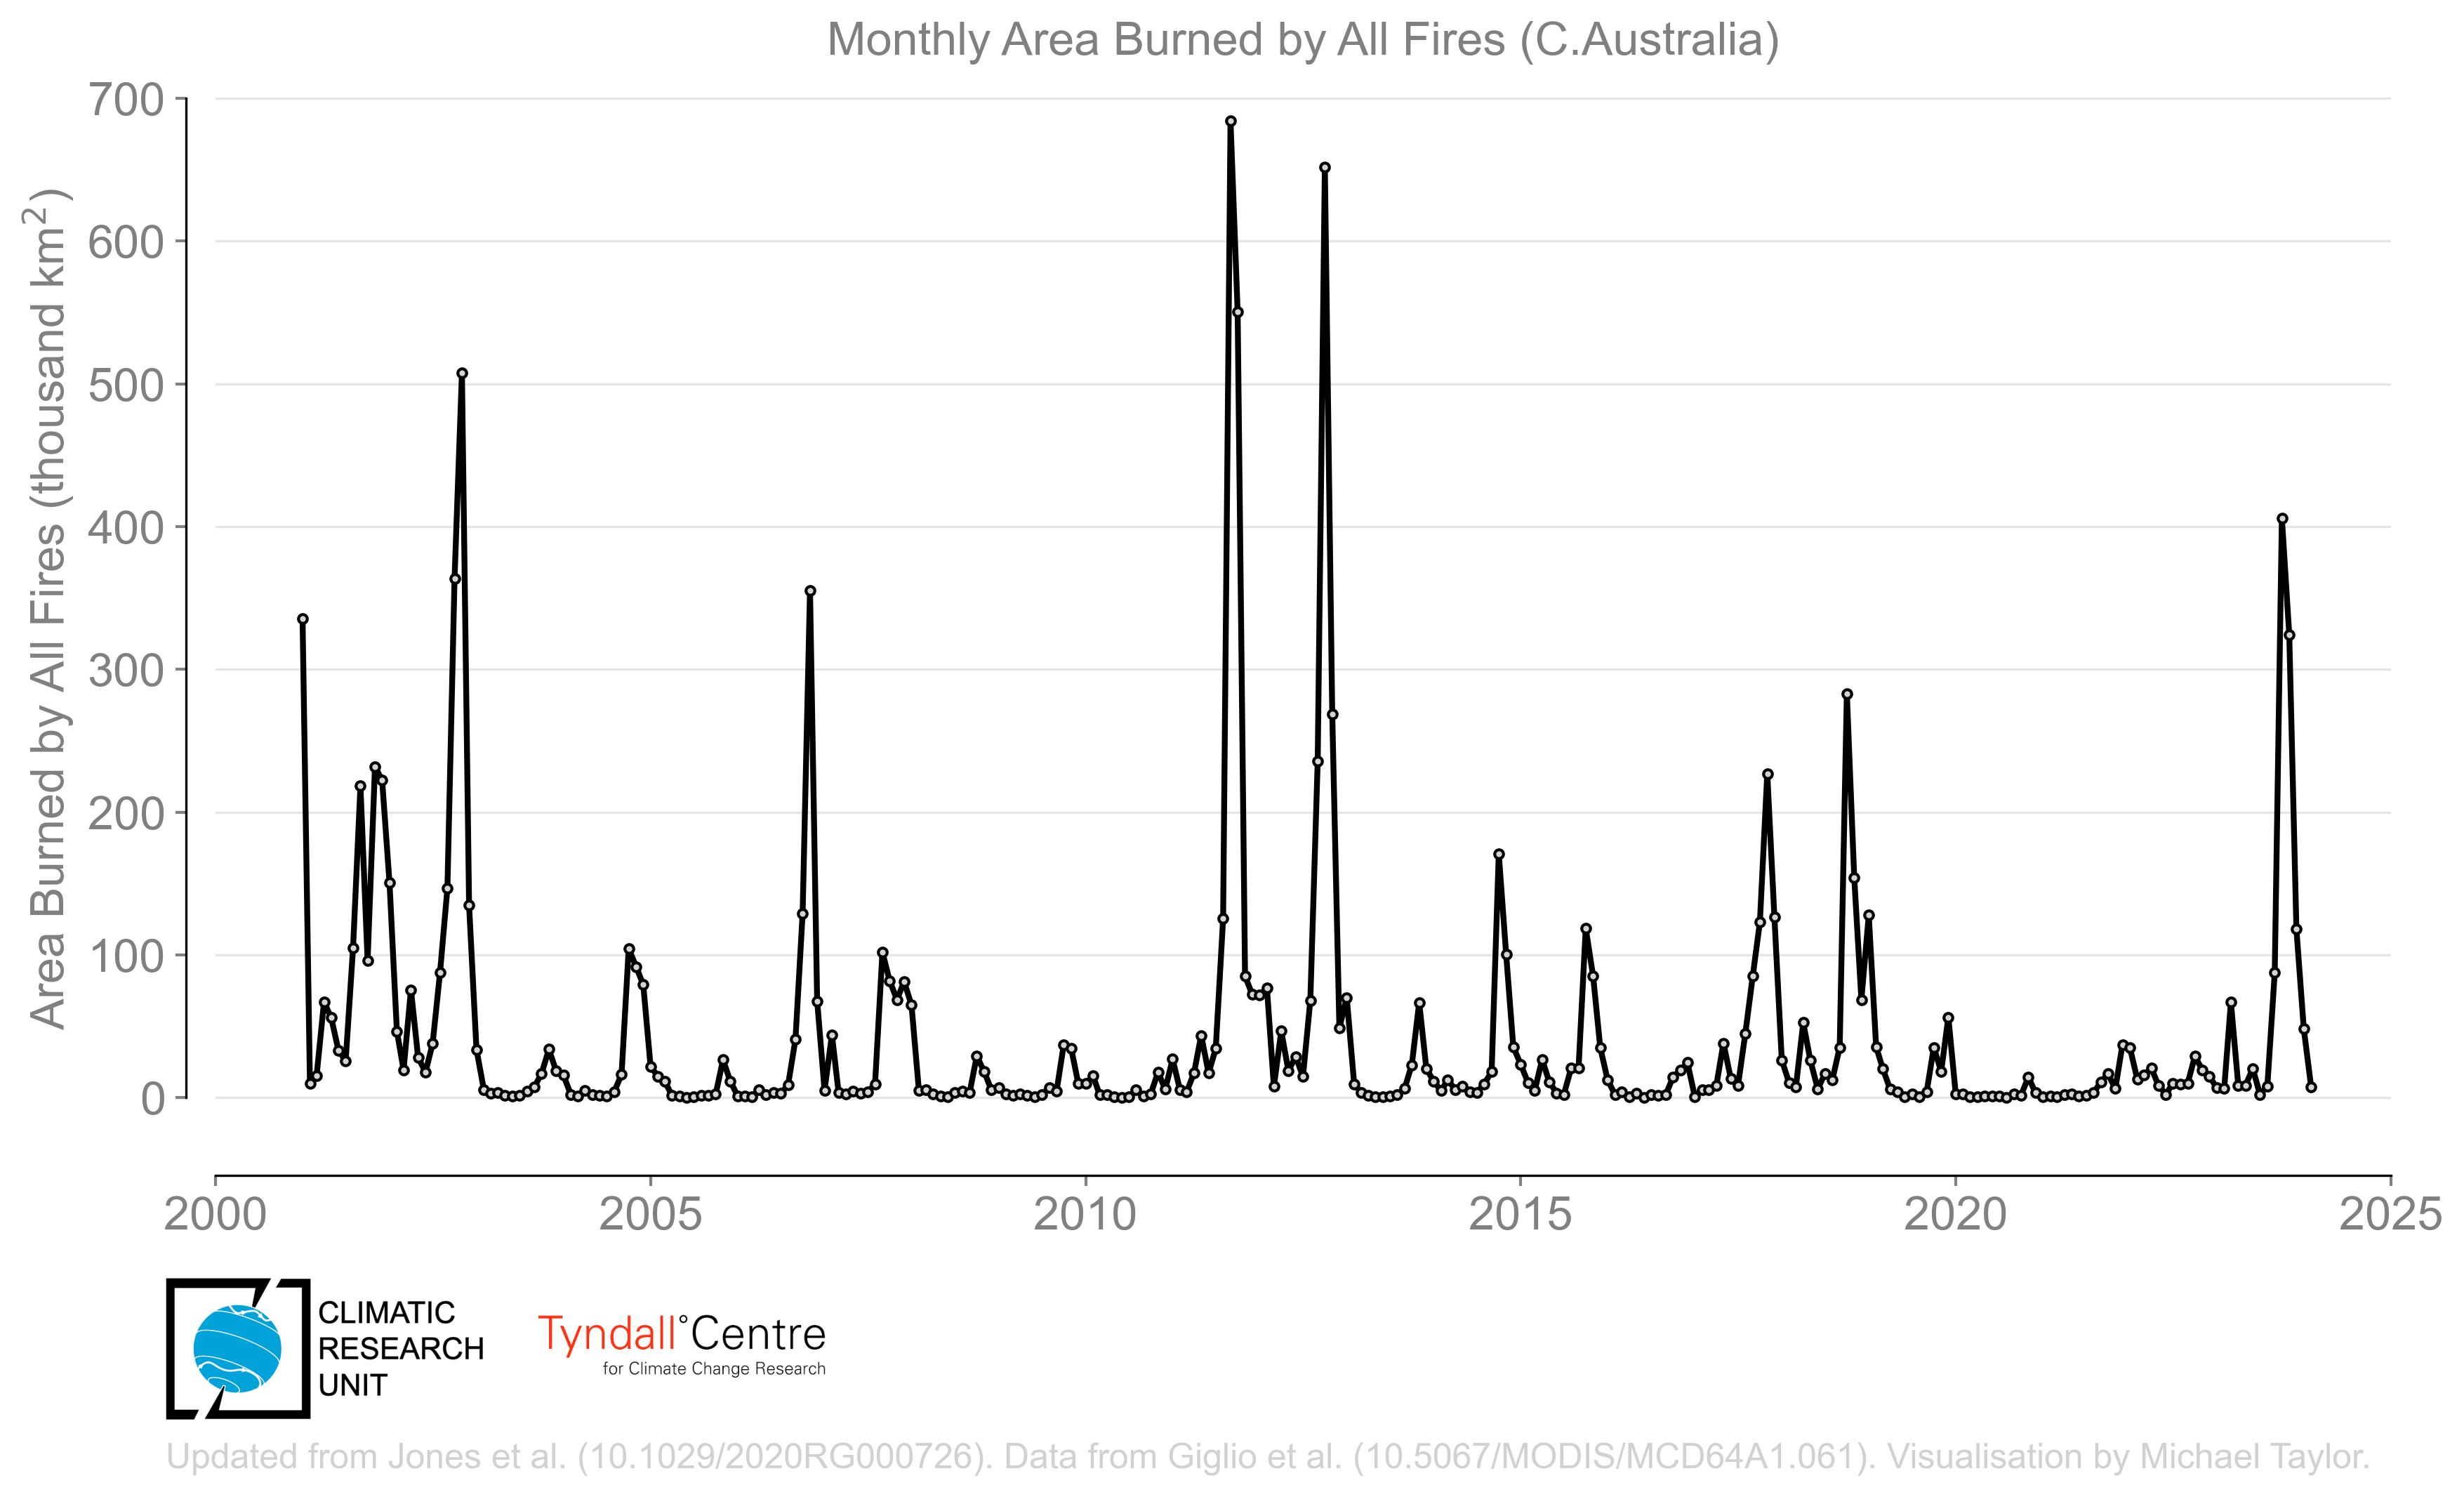 Monthly Area Burned by All Fires (C.Australia)
Area Burned by All Fires (thousand km²)
700
600
500
400
300
200
100
0
2000 2005 2010 2015 2020 2025
CLIMATIC
RESEARCH
UNIT
Tyndall°Centre
for Climate Change Research
Updated from Jones et al. (10.1029/2020RG000726). Data from Giglio et al. (10.5067/MODIS/MCD64A1.061). Visualisation by Michael Taylor.